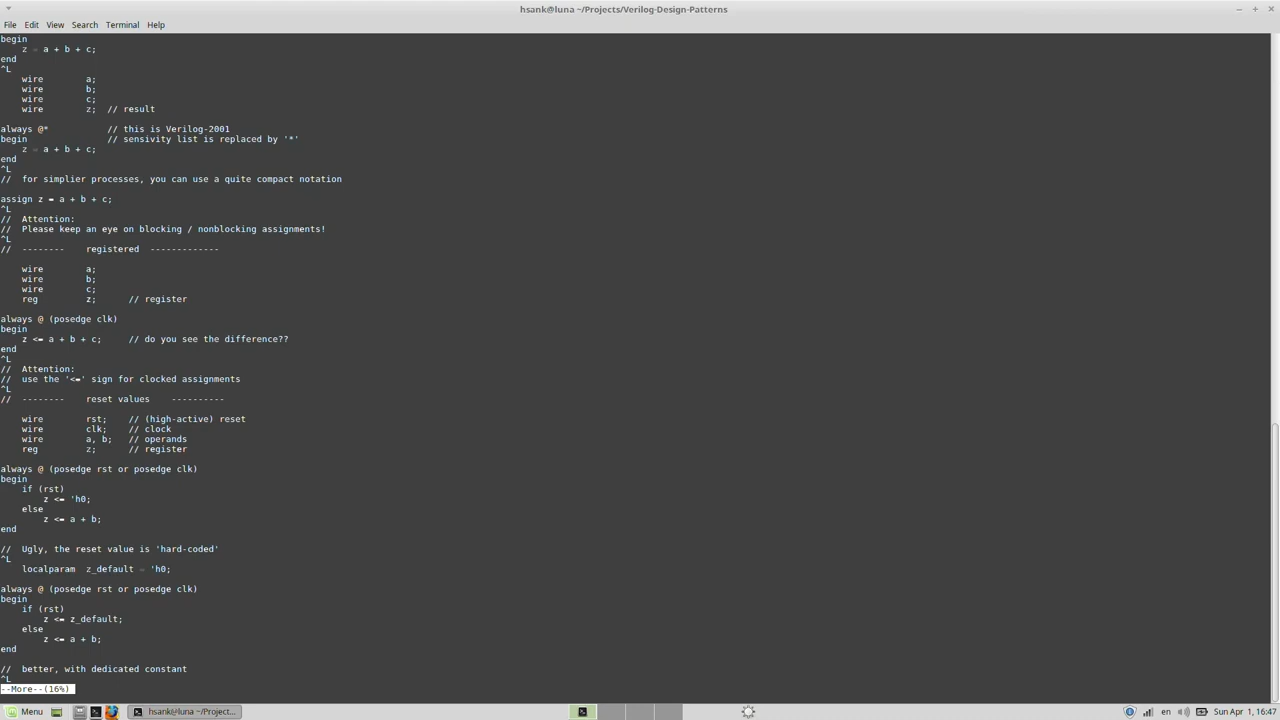 hsank@luna ~/Projects/Verilog-Design-Patterns
File Edit View Search Terminal Help
begin
    z = a + b + c;
end
^L
    wire        a;
    wire        b;
    wire        c;
    wire        z;  // result

always @*           // this is Verilog-2001
begin               // sensivity list is replaced by '*'
    z = a + b + c;
end
^L
//  for simplier processes, you can use a quite compact notation

assign z = a + b + c;
^L
//  Attention:
//  Please keep an eye on blocking / nonblocking assignments!
^L
//  --------    registered  -------------

    wire        a;
    wire        b;
    wire        c;
    reg         z;      // register

always @ (posedge clk)
begin
    z <= a + b + c;     // do you see the difference??
end
^L
//  Attention:
//  use the '<=' sign for clocked assignments
^L
//  --------    reset values    ----------

    wire        rst;    // (high-active) reset
    wire        clk;    // clock
    wire        a, b;   // operands
    reg         z;      // register

always @ (posedge rst or posedge clk)
begin
    if (rst)
        z <= 'h0;
    else
        z <= a + b;
end

//  Ugly, the reset value is 'hard-coded'
^L
    localparam  z_default = 'h0;

always @ (posedge rst or posedge clk)
begin
    if (rst)
        z <= z_default;
    else
        z <= a + b;
end

//  better, with dedicated constant
^L
--More--(16%)
Menu hsank@luna ~/Project... en Sun Apr 1, 16:47